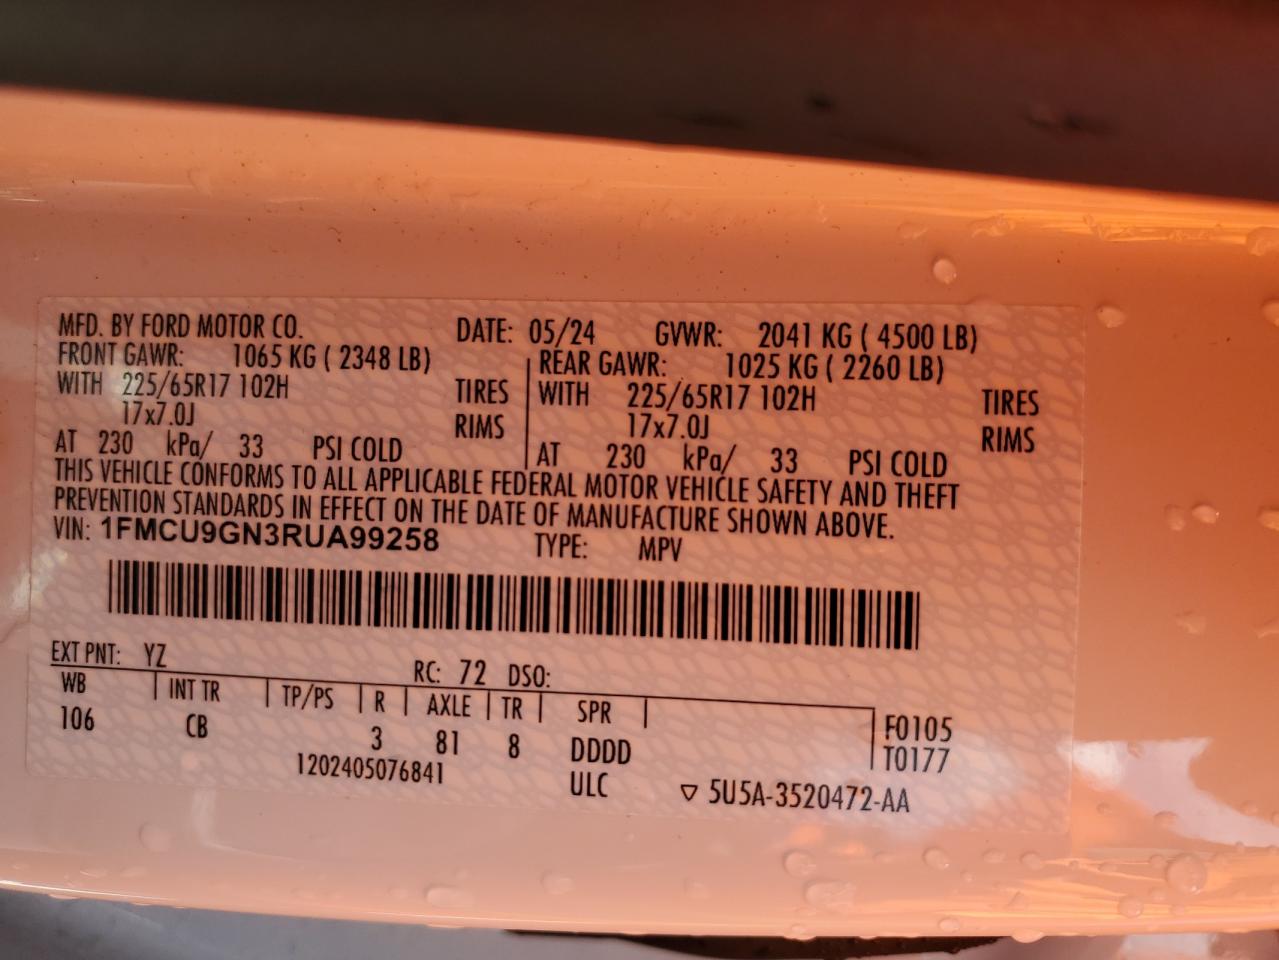 MFD. BY FORD MOTOR CO. DATE: 05/24 GVWR: 2041 KG ( 4500 LB)
FRONT GAWR: 1065 KG ( 2348 LB) REAR GAWR: 1025 KG ( 2260 LB)
WITH 225/65R17 102H TIRES WITH 225/65R17 102H TIRES
17x7.0J RIMS 17x7.0J RIMS
AT 230 kPa/ 33 PSI COLD AT 230 kPa/ 33 PSI COLD
THIS VEHICLE CONFORMS TO ALL APPLICABLE FEDERAL MOTOR VEHICLE SAFETY AND THEFT
PREVENTION STANDARDS IN EFFECT ON THE DATE OF MANUFACTURE SHOWN ABOVE.
VIN: 1FMCU9GN3RUA99258 TYPE: MPV
EXT PNT: YZ RC: 72 DSO:
WB INT TR TP/PS R AXLE TR SPR F0105
106 CB 3 81 8 DDDD T0177
1202405076841 ULC ▽ 5U5A-3520472-AA